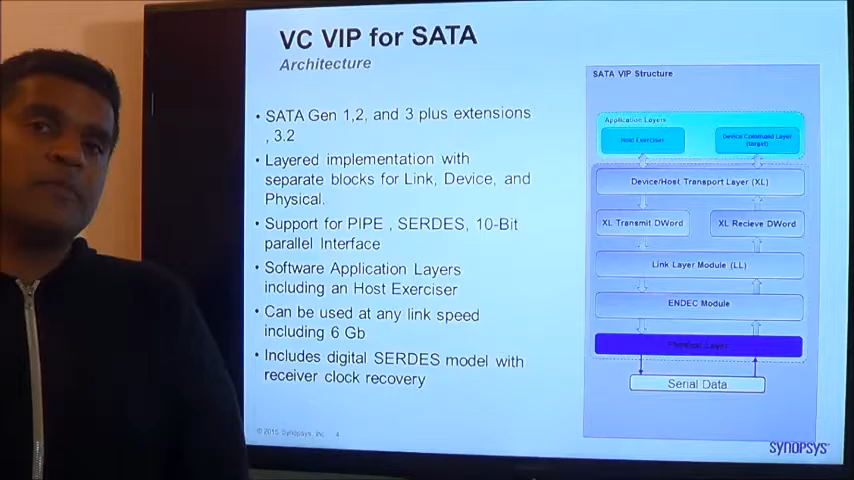 VC VIP for SATA
Architecture
• SATA Gen 1,2, and 3 plus extensions
, 3.2
• Layered implementation with
separate blocks for Link, Device, and
Physical.
• Support for PIPE , SERDES, 10-Bit
parallel Interface
• Software Application Layers
including an Host Exerciser
• Can be used at any link speed
including 6 Gb
• Includes digital SERDES model with
receiver clock recovery
SATA VIP Structure
Application Layers
Host Exerciser
Device Command Layer
(target)
Device/Host Transport Layer (XL)
XL Transmit DWord
XL Recieve DWord
Link Layer Module (LL)
ENDEC Module
Physical Layer
Serial Data
© 2015 Synopsys, Inc. 4
SYNOPSYS®